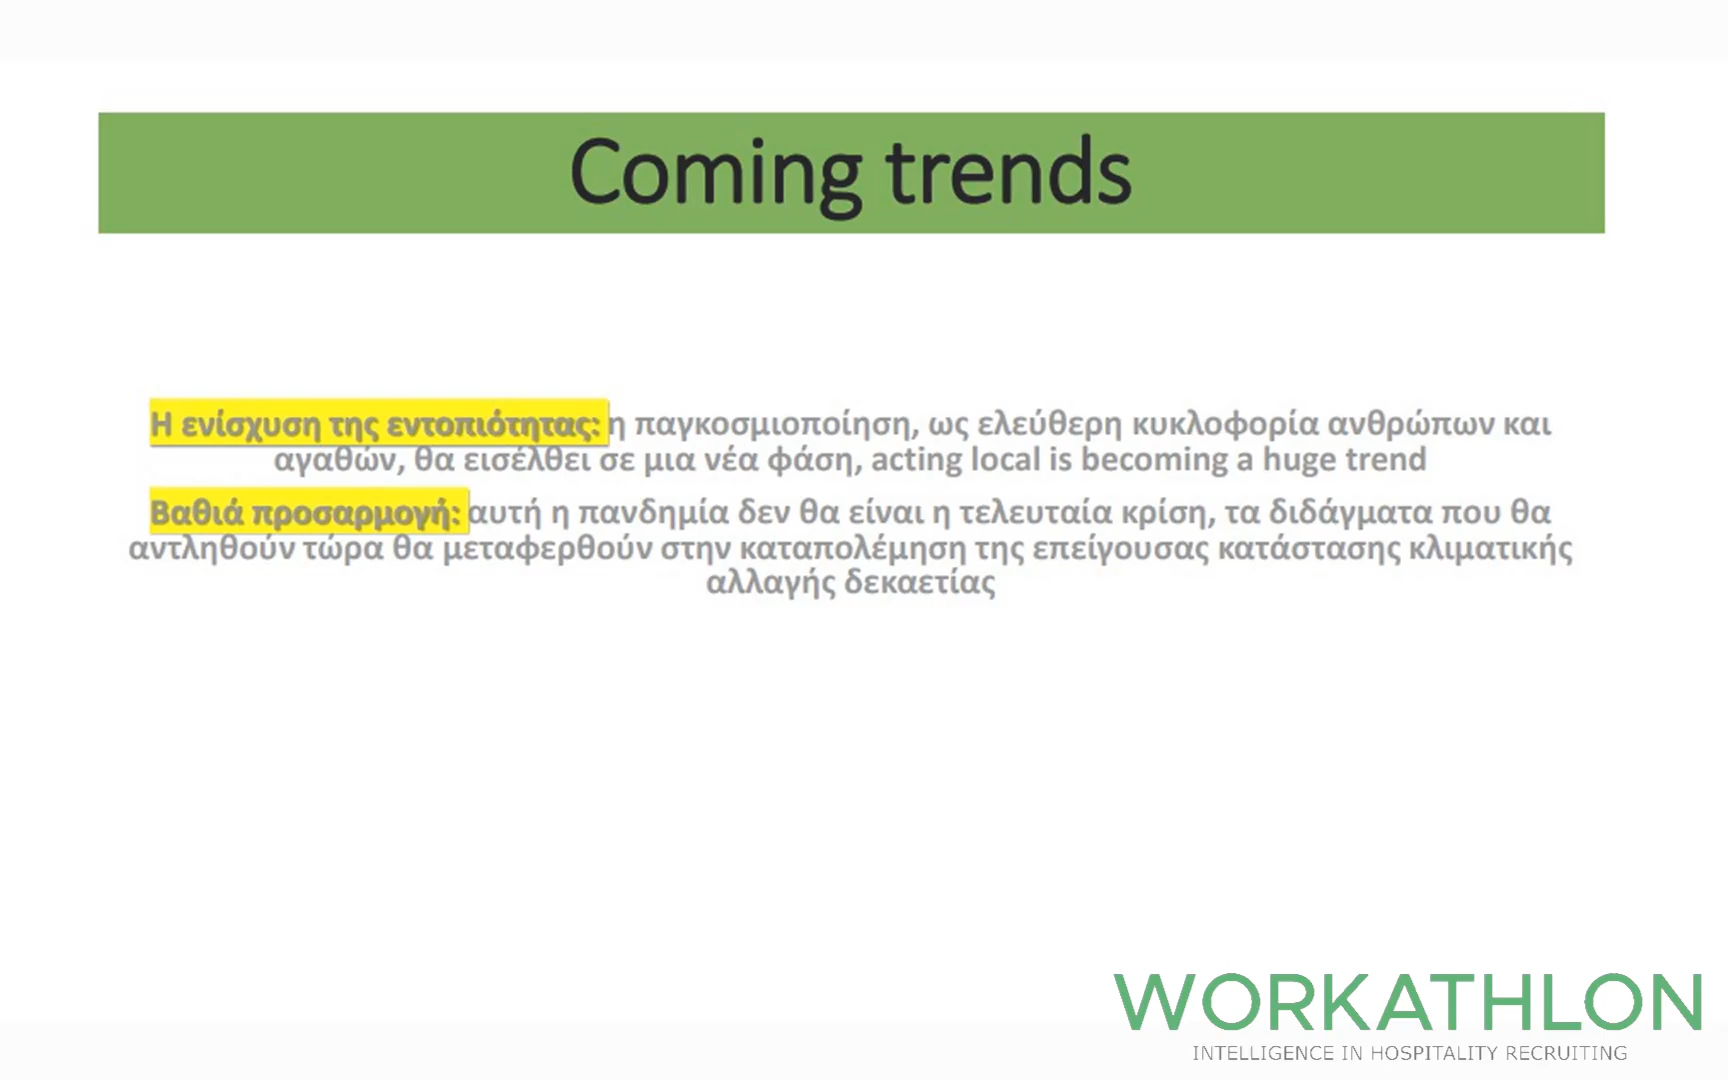 Coming trends
Η ενίσχυση της εντοπιότητας: η παγκοσμιοποίηση, ως ελεύθερη κυκλοφορία ανθρώπων και
αγαθών, θα εισέλθει σε μια νέα φάση, acting local is becoming a huge trend
Βαθιά προσαρμογή: αυτή η πανδημία δεν θα είναι η τελευταία κρίση, τα διδάγματα που θα
αντληθούν τώρα θα μεταφερθούν στην καταπολέμηση της επείγουσας κατάστασης κλιματικής
αλλαγής δεκαετίας
WORKATHLON
INTELLIGENCE IN HOSPITALITY RECRUITING